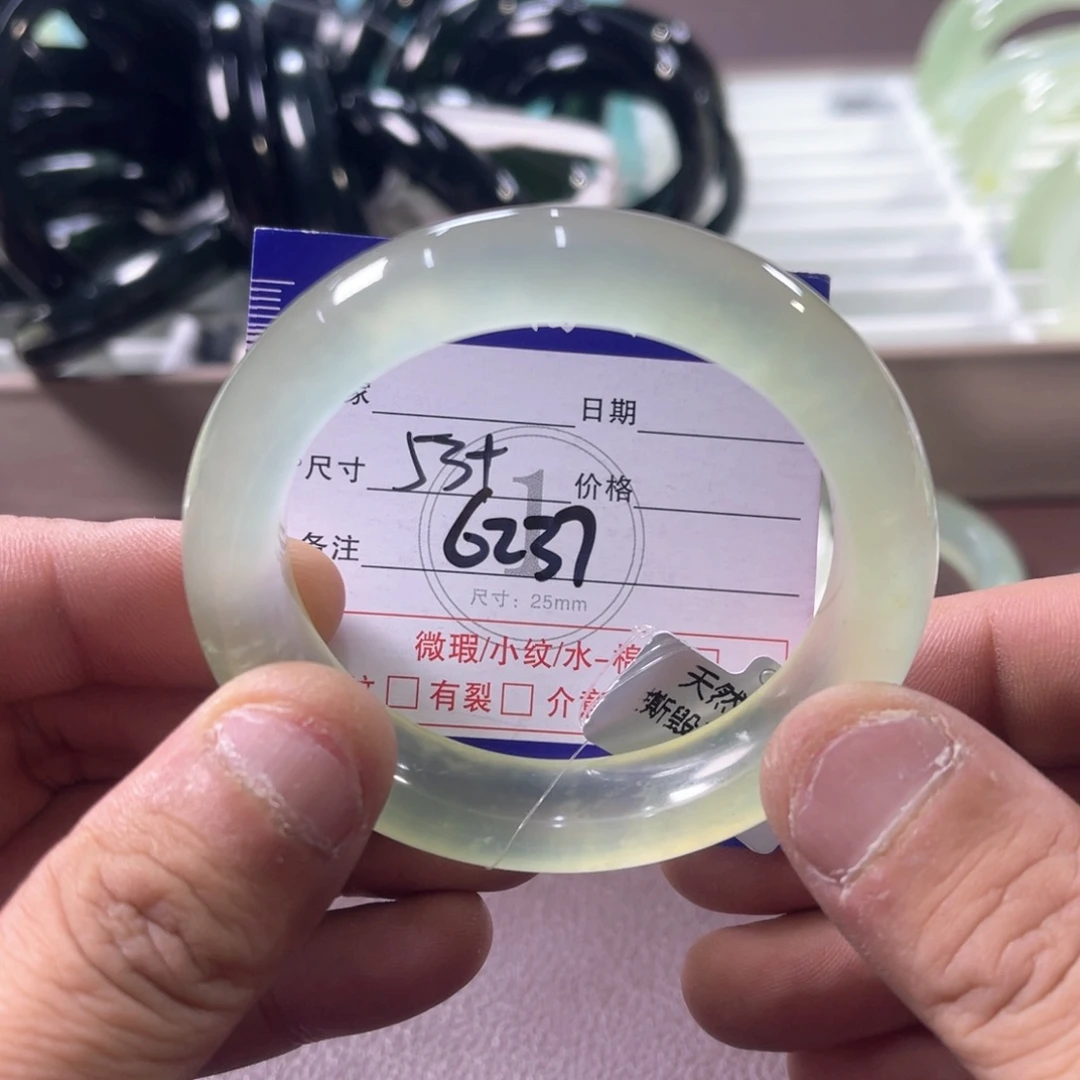 家 日期
尺寸 53+ 价格
备注 6237
1
尺寸：25mm
微瑕/小纹/水-棉
纹 有裂 介意
天然
撕毁